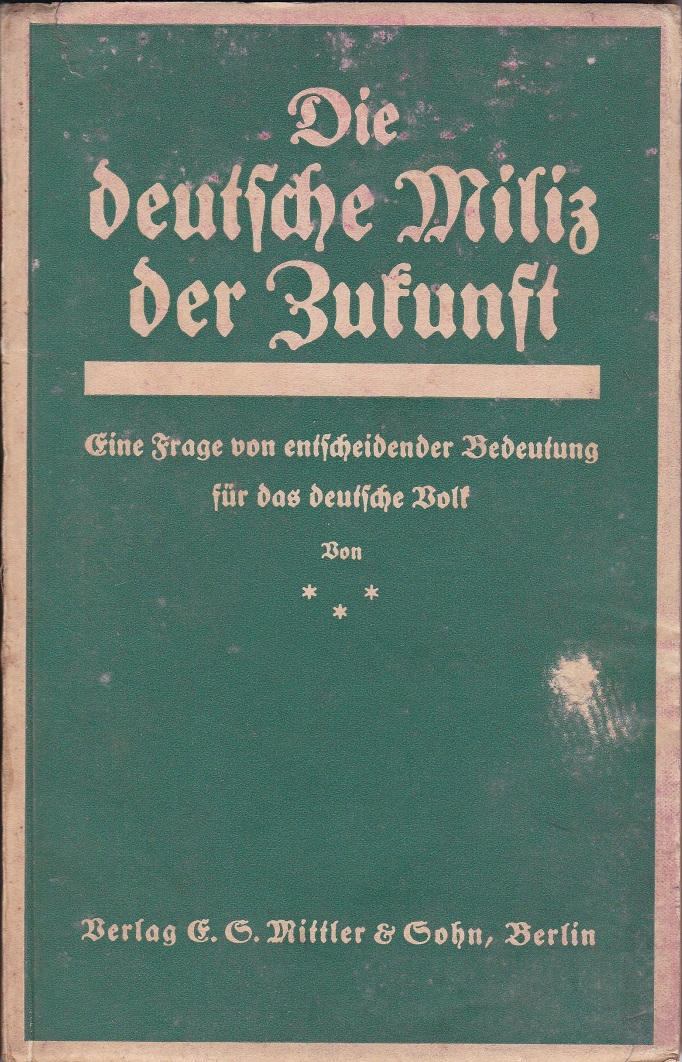 Die
deutſche Miliz
der Zukunft
Eine Frage von entſcheidender Bedeutung
für das deutſche Volk
Von
* * *
Verlag E. S. Mittler & Sohn, Berlin